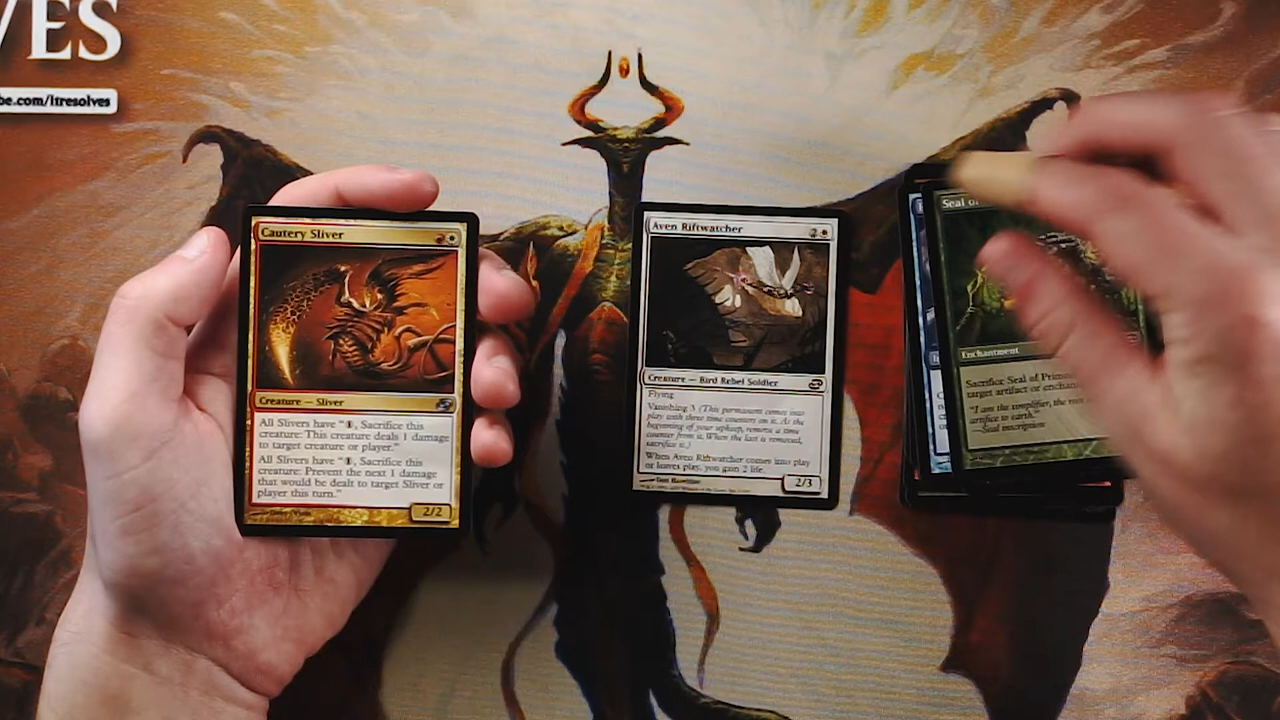 VES
be.com/ltresolves
Cautery Sliver
Creature — Sliver
All Slivers have "1, Sacrifice this
creature: This creature deals 1 damage
to target creature or player."
All Slivers have "1, Sacrifice this
creature: Prevent the next 1 damage
that would be dealt to target Sliver or
player this turn."
2/2
Aven Riftwatcher
2
Creature — Bird Rebel Soldier
Flying
Vanishing 3 (This permanent comes into
play with three time counters on it. At the
beginning of your upkeep, remove a time
counter from it. When the last is removed,
sacrifice it.)
When Aven Riftwatcher comes into play
or leaves play, you gain 2 life.
2/3
Seal of
Enchantment
Sacrifice Seal of Primo
target artifact or enchan
"I am the simplifier, the
artifice to earth."
—Seal inscription